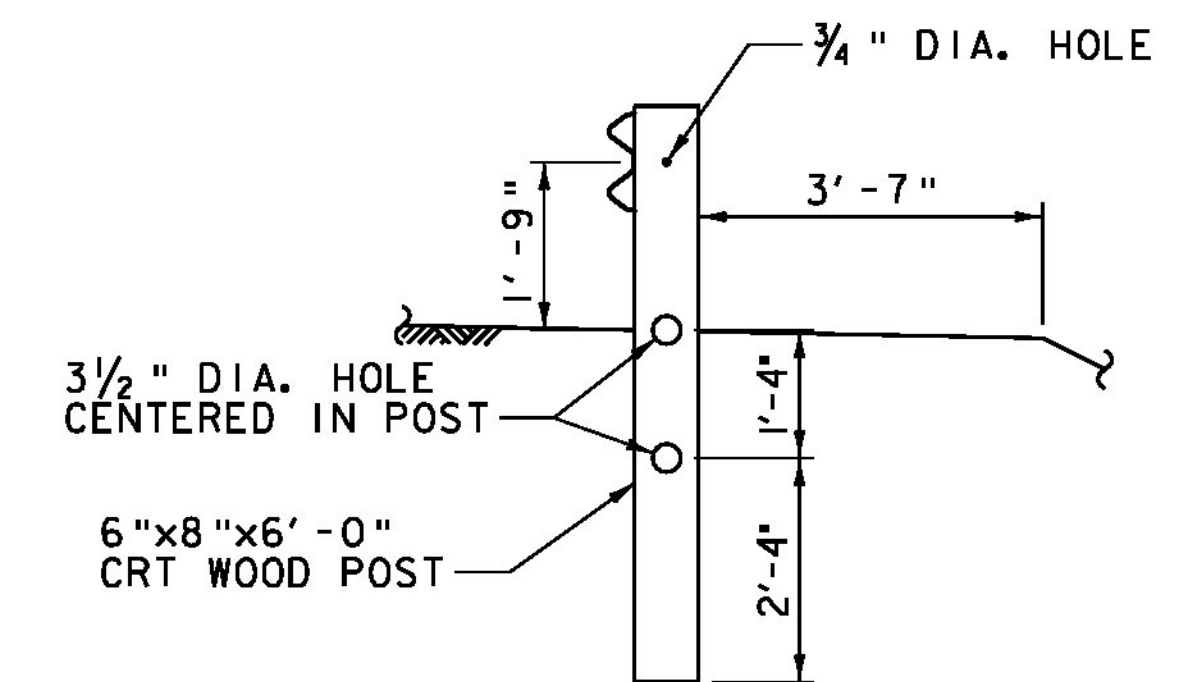 3/4" DIA. HOLE
3'-7"
1'-9"
3 1/2" DIA. HOLE
CENTERED IN POST
1'-4"
6"x8"x6'-0"
CRT WOOD POST
2'-4"